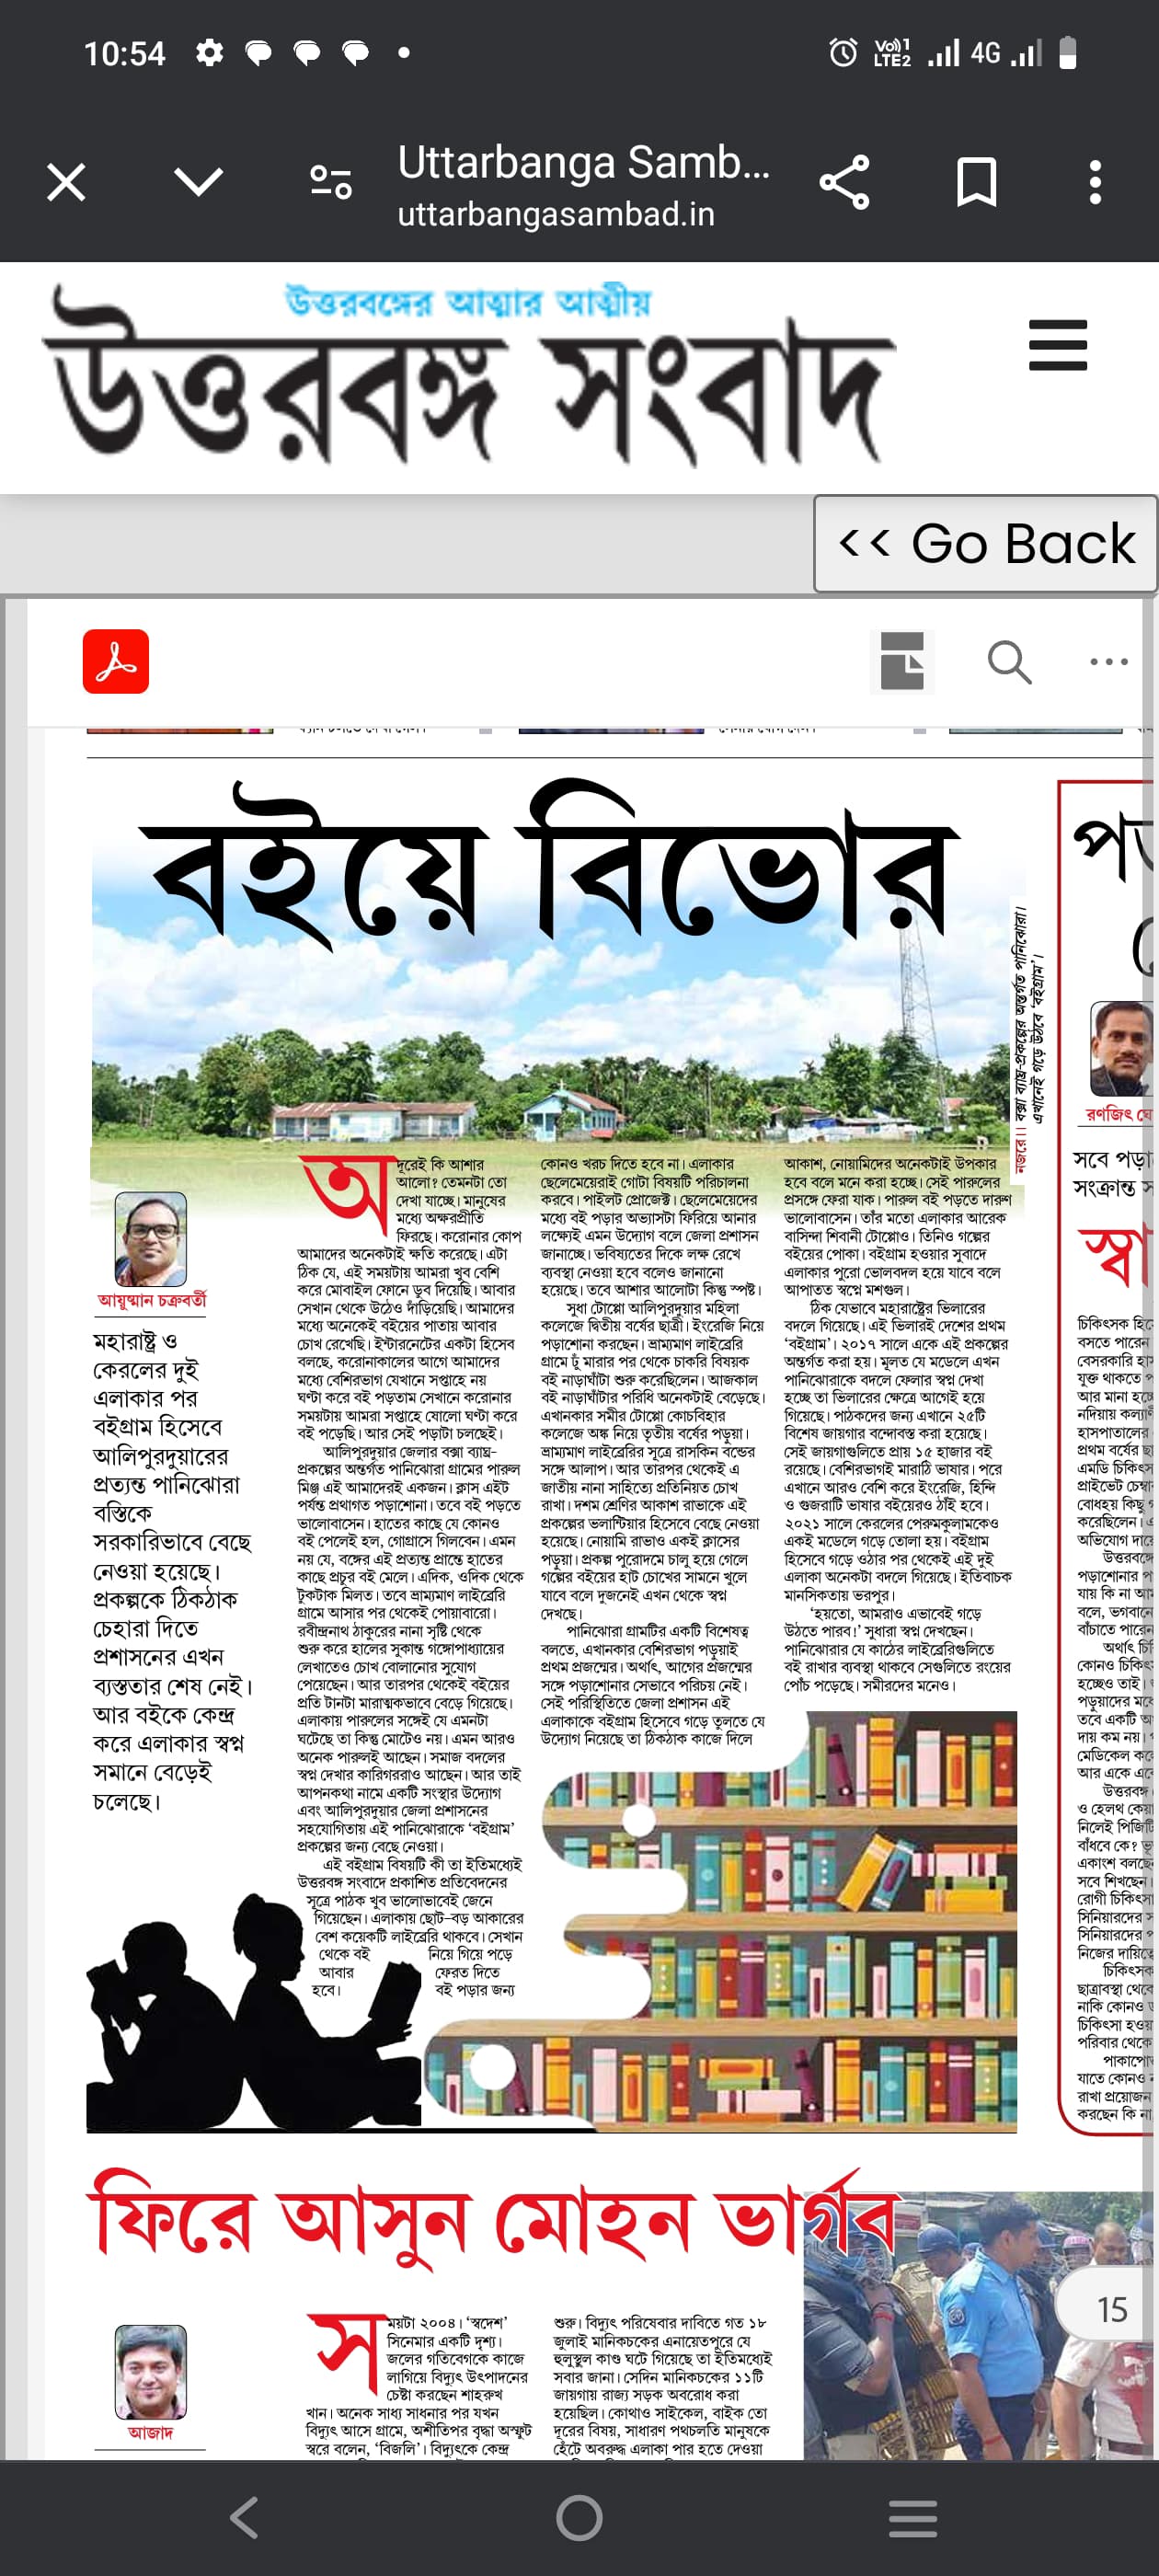 10:54
Vo)) 1
LTE2
4G
Uttarbanga Samb...
uttarbangasambad.in
উত্তরবঙ্গের আত্মার আত্মীয়
উত্তরবঙ্গ সংবাদ
<< Go Back
বইয়ে বিভোর
নজরে।। বক্সা ব্যাঘ্র-প্রকল্পের অন্তর্গত পানিঝোরা।
এখানেই গড়ে উঠবে ‘বইগ্রাম’।
আয়ুষ্মান চক্রবর্তী
মহারাষ্ট্র ও
কেরলের দুই
এলাকার পর
বইগ্রাম হিসেবে
আলিপুরদুয়ারের
প্রত্যন্ত পানিঝোরা
বস্তিকে
সরকারিভাবে বেছে
নেওয়া হয়েছে।
প্রকল্পকে ঠিকঠাক
চেহারা দিতে
প্রশাসনের এখন
ব্যস্ততার শেষ নেই।
আর বইকে কেন্দ্র
করে এলাকার স্বপ্ন
সমানে বেড়েই
চলেছে।
অদূরেই কি আশার
আলো? তেমনটা তো
দেখা যাচ্ছে। মানুষের
মধ্যে অক্ষরপ্রীতি
ফিরছে। করোনার কোপ
আমাদের অনেকটাই ক্ষতি করেছে। এটা
ঠিক যে, এই সময়টায় আমরা খুব বেশি
করে মোবাইল ফোনে ডুব দিয়েছি। আবার
সেখান থেকে উঠেও দাঁড়িয়েছি। আমাদের
মধ্যে অনেকেই বইয়ের পাতায় আবার
চোখ রেখেছি। ইন্টারনেটের একটা হিসেব
বলছে, করোনাকালের আগে আমাদের
মধ্যে বেশিরভাগ যেখানে সপ্তাহে নয়
ঘণ্টা করে বই পড়তাম সেখানে করোনার
সময়টায় আমরা সপ্তাহে ষোলো ঘণ্টা করে
বই পড়েছি। আর সেই পড়াটা চলছেই।
আলিপুরদুয়ার জেলার বক্সা ব্যাঘ্র-
প্রকল্পের অন্তর্গত পানিঝোরা গ্রামের পারুল
মিঞ্জ এই আমাদেরই একজন। ক্লাস এইট
পর্যন্ত প্রথাগত পড়াশোনা। তবে বই পড়তে
ভালোবাসেন। হাতের কাছে যে কোনও
বই পেলেই হল, গোগ্রাসে গিলবেন। এমন
নয় যে, বঙ্গের এই প্রত্যন্ত প্রান্তে হাতের
কাছে প্রচুর বই মেলে। এদিক, ওদিক থেকে
টুকটাক মিলত। তবে ভ্রাম্যমাণ লাইব্রেরি
গ্রামে আসার পর থেকেই পোয়াবারো।
রবীন্দ্রনাথ ঠাকুরের নানা সৃষ্টি থেকে
শুরু করে হালের সুকান্ত গঙ্গোপাধ্যায়ের
লেখাতেও চোখ বোলানোর সুযোগ
পেয়েছেন। আর তারপর থেকেই বইয়ের
প্রতি টানটা মারাত্মকভাবে বেড়ে গিয়েছে।
এলাকায় পারুলের সঙ্গেই যে এমনটা
ঘটেছে তা কিন্তু মোটেও নয়। এমন আরও
অনেক পারুলই আছেন। সমাজ বদলের
স্বপ্ন দেখার কারিগররাও আছেন। আর তাই
আপনকথা নামে একটি সংস্থার উদ্যোগ
এবং আলিপুরদুয়ার জেলা প্রশাসনের
সহযোগিতায় এই পানিঝোরাকে ‘বইগ্রাম’
প্রকল্পের জন্য বেছে নেওয়া।
এই বইগ্রাম বিষয়টি কী তা ইতিমধ্যেই
উত্তরবঙ্গ সংবাদে প্রকাশিত প্রতিবেদনের
সূত্রে পাঠক খুব ভালোভাবেই জেনে
গিয়েছেন। এলাকায় ছোট-বড় আকারের
বেশ কয়েকটি লাইব্রেরি থাকবে। সেখান
থেকে বই নিয়ে গিয়ে পড়ে
আবার ফেরত দিতে
হবে। বই পড়ার জন্য
কোনও খরচ দিতে হবে না। এলাকার
ছেলেমেয়েরাই গোটা বিষয়টি পরিচালনা
করবে। পাইলট প্রোজেক্ট। ছেলেমেয়েদের
মধ্যে বই পড়ার অভ্যাসটা ফিরিয়ে আনার
লক্ষ্যেই এমন উদ্যোগ বলে জেলা প্রশাসন
জানাচ্ছে। ভবিষ্যতের দিকে লক্ষ রেখে
ব্যবস্থা নেওয়া হবে বলেও জানানো
হয়েছে। তবে আশার আলোটা কিন্তু স্পষ্ট।
সুধা টোপ্পো আলিপুরদুয়ার মহিলা
কলেজে দ্বিতীয় বর্ষের ছাত্রী। ইংরেজি নিয়ে
পড়াশোনা করছেন। ভ্রাম্যমাণ লাইব্রেরি
গ্রামে ঢুঁ মারার পর থেকে চাকরি বিষয়ক
বই নাড়াঘাঁটা শুরু করেছিলেন। আজকাল
বই নাড়াঘাঁটার পরিধি অনেকটাই বেড়েছে।
এখানকার সমীর টোপ্পো কোচবিহার
কলেজে অঙ্ক নিয়ে তৃতীয় বর্ষের পড়ুয়া।
ভ্রাম্যমাণ লাইব্রেরির সূত্রে রাসকিন বন্ডের
সঙ্গে আলাপ। আর তারপর থেকেই এ
জাতীয় নানা সাহিত্যে প্রতিনিয়ত চোখ
রাখা। দশম শ্রেণির আকাশ রাভাকে এই
প্রকল্পের ভলান্টিয়ার হিসেবে বেছে নেওয়া
হয়েছে। নোয়ামি রাভাও একই ক্লাসের
পড়ুয়া। প্রকল্প পুরোদমে চালু হয়ে গেলে
গল্পের বইয়ের হাট চোখের সামনে খুলে
যাবে বলে দুজনেই এখন থেকে স্বপ্ন
দেখছে।
পানিঝোরা গ্রামটির একটি বিশেষত্ব
বলতে, এখানকার বেশিরভাগ পড়ুয়াই
প্রথম প্রজন্মের। অর্থাৎ, আগের প্রজন্মের
সঙ্গে পড়াশোনার সেভাবে পরিচয় নেই।
সেই পরিস্থিতিতে জেলা প্রশাসন এই
এলাকাকে বইগ্রাম হিসেবে গড়ে তুলতে যে
উদ্যোগ নিয়েছে তা ঠিকঠাক কাজে দিলে
আকাশ, নোয়ামিদের অনেকটাই উপকার
হবে বলে মনে করা হচ্ছে। সেই পারুলের
প্রসঙ্গে ফেরা যাক। পারুল বই পড়তে দারুণ
ভালোবাসেন। তাঁর মতো এলাকার আরেক
বাসিন্দা শিবানী টোপ্পোও। তিনিও গল্পের
বইয়ের পোকা। বইগ্রাম হওয়ার সুবাদে
এলাকার পুরো ভোলবদল হয়ে যাবে বলে
আপাতত স্বপ্নে মশগুল।
ঠিক যেভাবে মহারাষ্ট্রের ভিলারের
বদলে গিয়েছে। এই ভিলারই দেশের প্রথম
‘বইগ্রাম’। ২০১৭ সালে একে এই প্রকল্পের
অন্তর্গত করা হয়। মূলত যে মডেলে এখন
পানিঝোরাকে বদলে ফেলার স্বপ্ন দেখা
হচ্ছে তা ভিলারের ক্ষেত্রে আগেই হয়ে
গিয়েছে। পাঠকদের জন্য এখানে ২৫টি
বিশেষ জায়গার বন্দোবস্ত করা হয়েছে।
সেই জায়গাগুলিতে প্রায় ১৫ হাজার বই
রয়েছে। বেশিরভাগই মারাঠি ভাষার। পরে
এখানে আরও বেশি করে ইংরেজি, হিন্দি
ও গুজরাটি ভাষার বইয়েরও ঠাঁই হবে।
২০২১ সালে কেরলের পেরুমকুলামকেও
একই মডেলে গড়ে তোলা হয়। বইগ্রাম
হিসেবে গড়ে ওঠার পর থেকেই এই দুই
এলাকা অনেকটা বদলে গিয়েছে। ইতিবাচক
মানসিকতায় ভরপুর।
‘হয়তো, আমরাও এভাবেই গড়ে
উঠতে পারব!’ সুধারা স্বপ্ন দেখছেন।
পানিঝোরার যে কাঠের লাইব্রেরিগুলিতে
বই রাখার ব্যবস্থা থাকবে সেগুলিতে রংয়ের
পোঁচ পড়েছে। সমীরদের মনেও।
রণজিৎ ঘো
সবে পড়া
সংক্রান্ত স
স্বা
চিকিৎসক হি
বসতে পারেন
বেসরকারি হা
যুক্ত থাকতে প
আর মানা হচ্ছে
নদিয়ায় কল্যা
হাসপাতালের
প্রথম বর্ষের ছা
এমডি চিকিৎস
প্রাইভেট চেম্বা
বোধহয় কিছু
করেছিলেন। এ
অভিযোগ দায়ে
উত্তরবঙ্গে
পড়াশোনার প
যায় কি না আ
বলে, ভগবানে
বাঁচাতে পারেন
অর্থাৎ চি
কোনও চিকিৎ
হচ্ছেও তাই।
পড়ুয়াদের মধ্যে
তবে একটি অ
দায় কম নয়।
মেডিকেল ক
আর একে এ
উত্তরবঙ্গ
ও হেলথ কেয়া
নিলেই পিজিটি
বাঁধবে কে? ভু
একাংশ বলছে
সবে শিখছেন।
রোগী চিকিৎসা
সিনিয়ারদের স
সিনিয়ারদের প
নিজের দায়িত্বে
চিকিৎসক
ছাত্রাবস্থা থেকে
নাকি কোনও
চিকিৎসা হওয়
পরিবার থেকে
পাকাপো
যাতে কোনও
রাখা প্রয়োজন
করছেন কি না
ফিরে আসুন মোহন ভার্গব
আজাদ
সময়টা ২০০৪। ‘স্বদেশ’
সিনেমার একটি দৃশ্য।
জলের গতিবেগকে কাজে
লাগিয়ে বিদ্যুৎ উৎপাদনের
চেষ্টা করছেন শাহরুখ
খান। অনেক সাধ্য সাধনার পর যখন
বিদ্যুৎ আসে গ্রামে, অশীতিপর বৃদ্ধা অস্ফুট
স্বরে বলেন, ‘বিজলি’। বিদ্যুৎকে কেন্দ্র
শুরু। বিদ্যুৎ পরিষেবার দাবিতে গত ১৮
জুলাই মানিকচকের এনায়েতপুরে যে
হুলুস্থুল কাণ্ড ঘটে গিয়েছে তা ইতিমধ্যেই
সবার জানা। সেদিন মানিকচকের ১১টি
জায়গায় রাজ্য সড়ক অবরোধ করা
হয়েছিল। কোথাও সাইকেল, বাইক তো
দূরের বিষয়, সাধারণ পথচলতি মানুষকে
হেঁটে অবরুদ্ধ এলাকা পার হতে দেওয়া
15